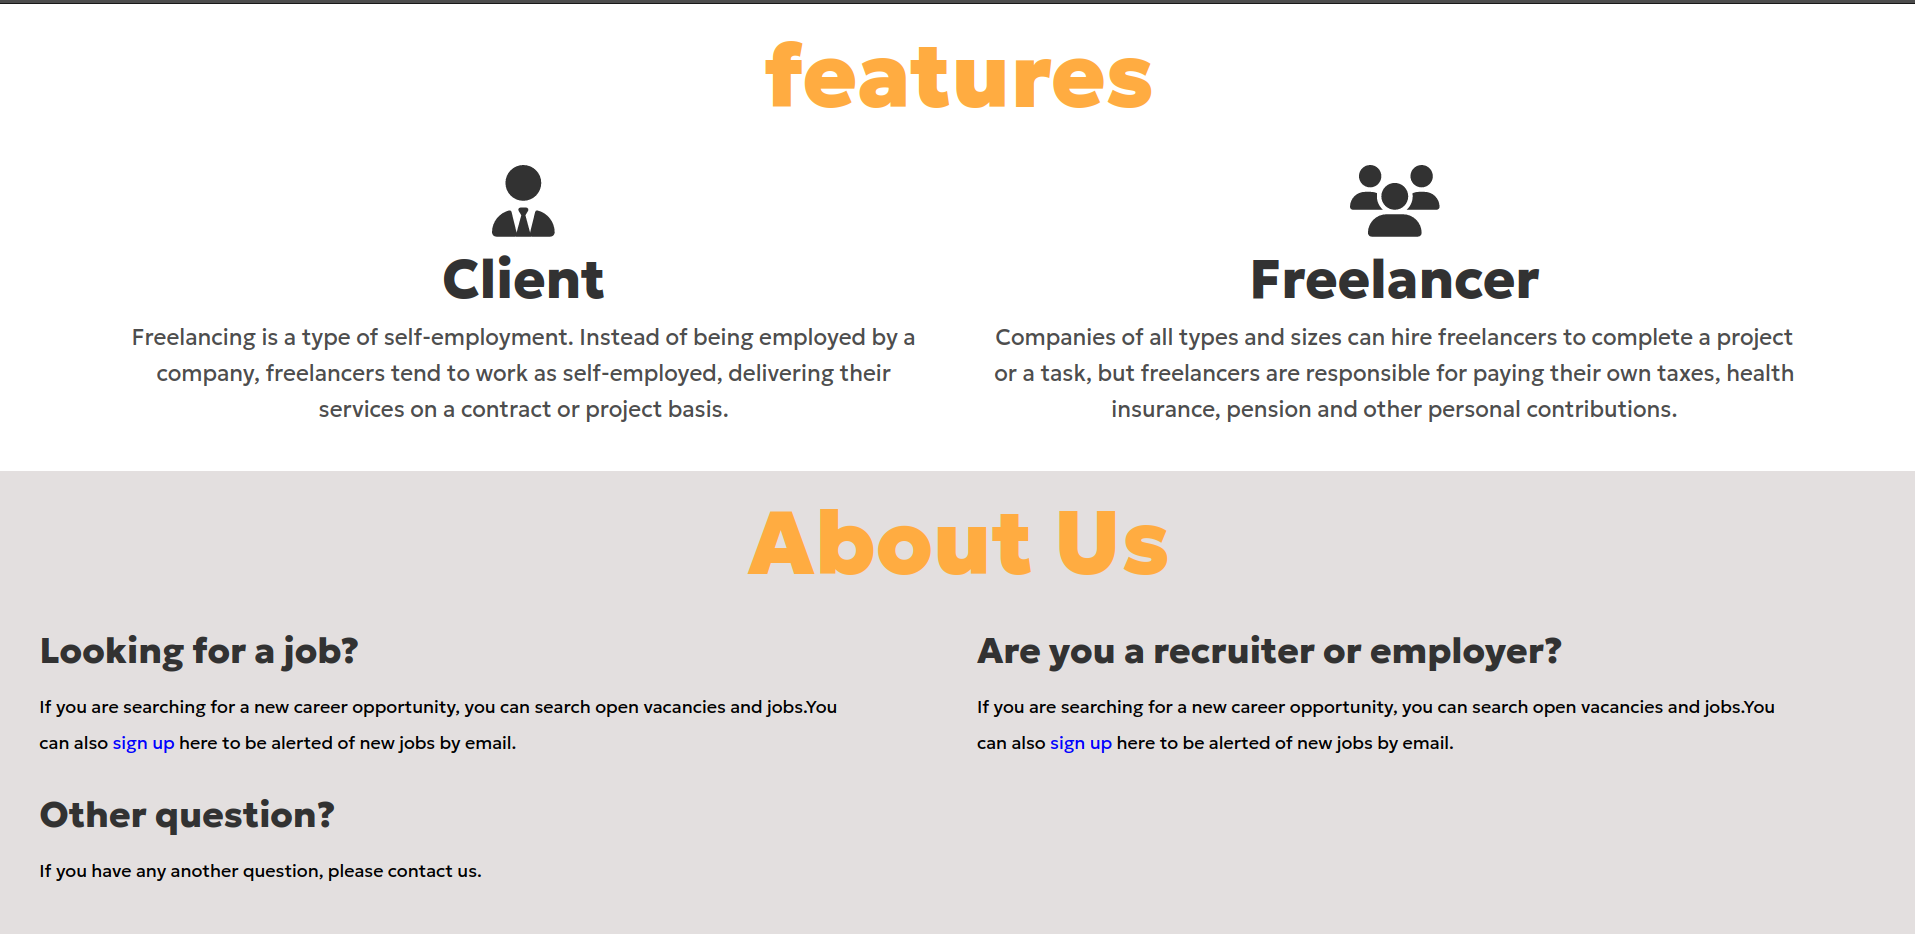 features
Client
Freelancing is a type of self-employment. Instead of being employed by a
company, freelancers tend to work as self-employed, delivering their
services on a contract or project basis.
Freelancer
Companies of all types and sizes can hire freelancers to complete a project
or a task, but freelancers are responsible for paying their own taxes, health
insurance, pension and other personal contributions.
About Us
Looking for a job?
If you are searching for a new career opportunity, you can search open vacancies and jobs.You
can also sign up here to be alerted of new jobs by email.
Are you a recruiter or employer?
If you are searching for a new career opportunity, you can search open vacancies and jobs.You
can also sign up here to be alerted of new jobs by email.
Other question?
If you have any another question, please contact us.